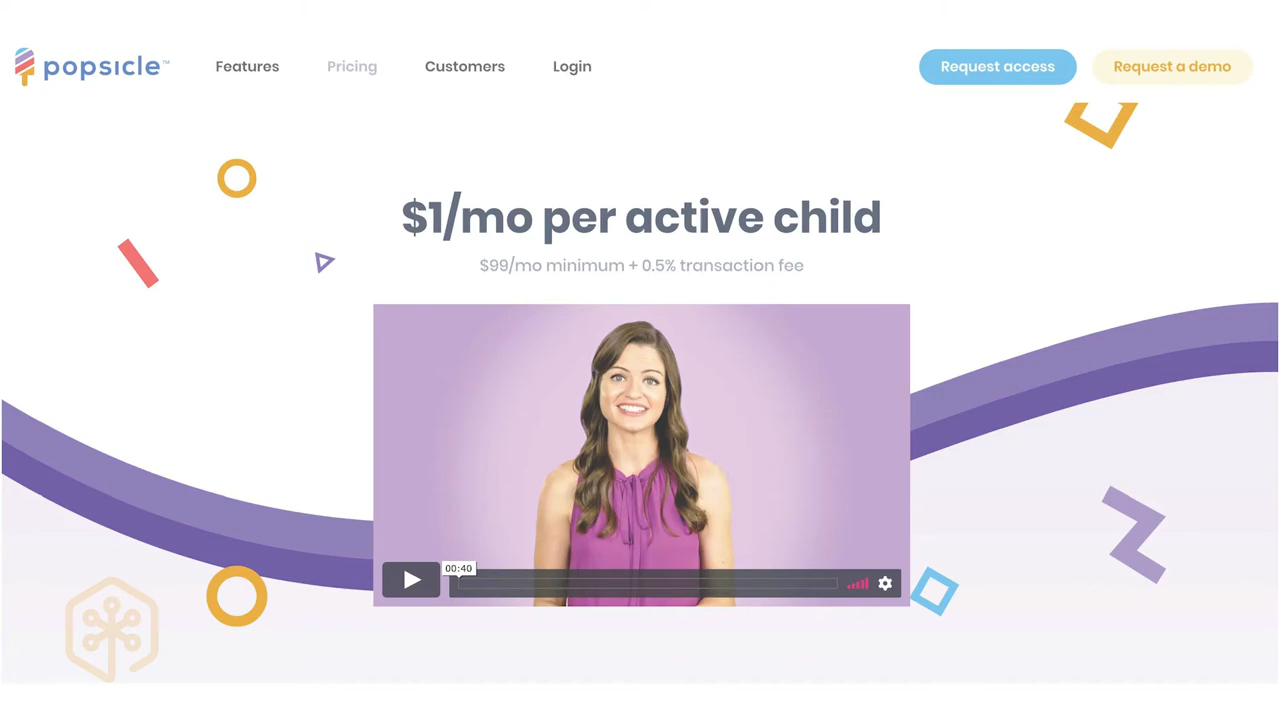 popsicle™
Features
Pricing
Customers
Login
Request access
Request a demo
$1/mo per active child
$99/mo minimum + 0.5% transaction fee
00:40